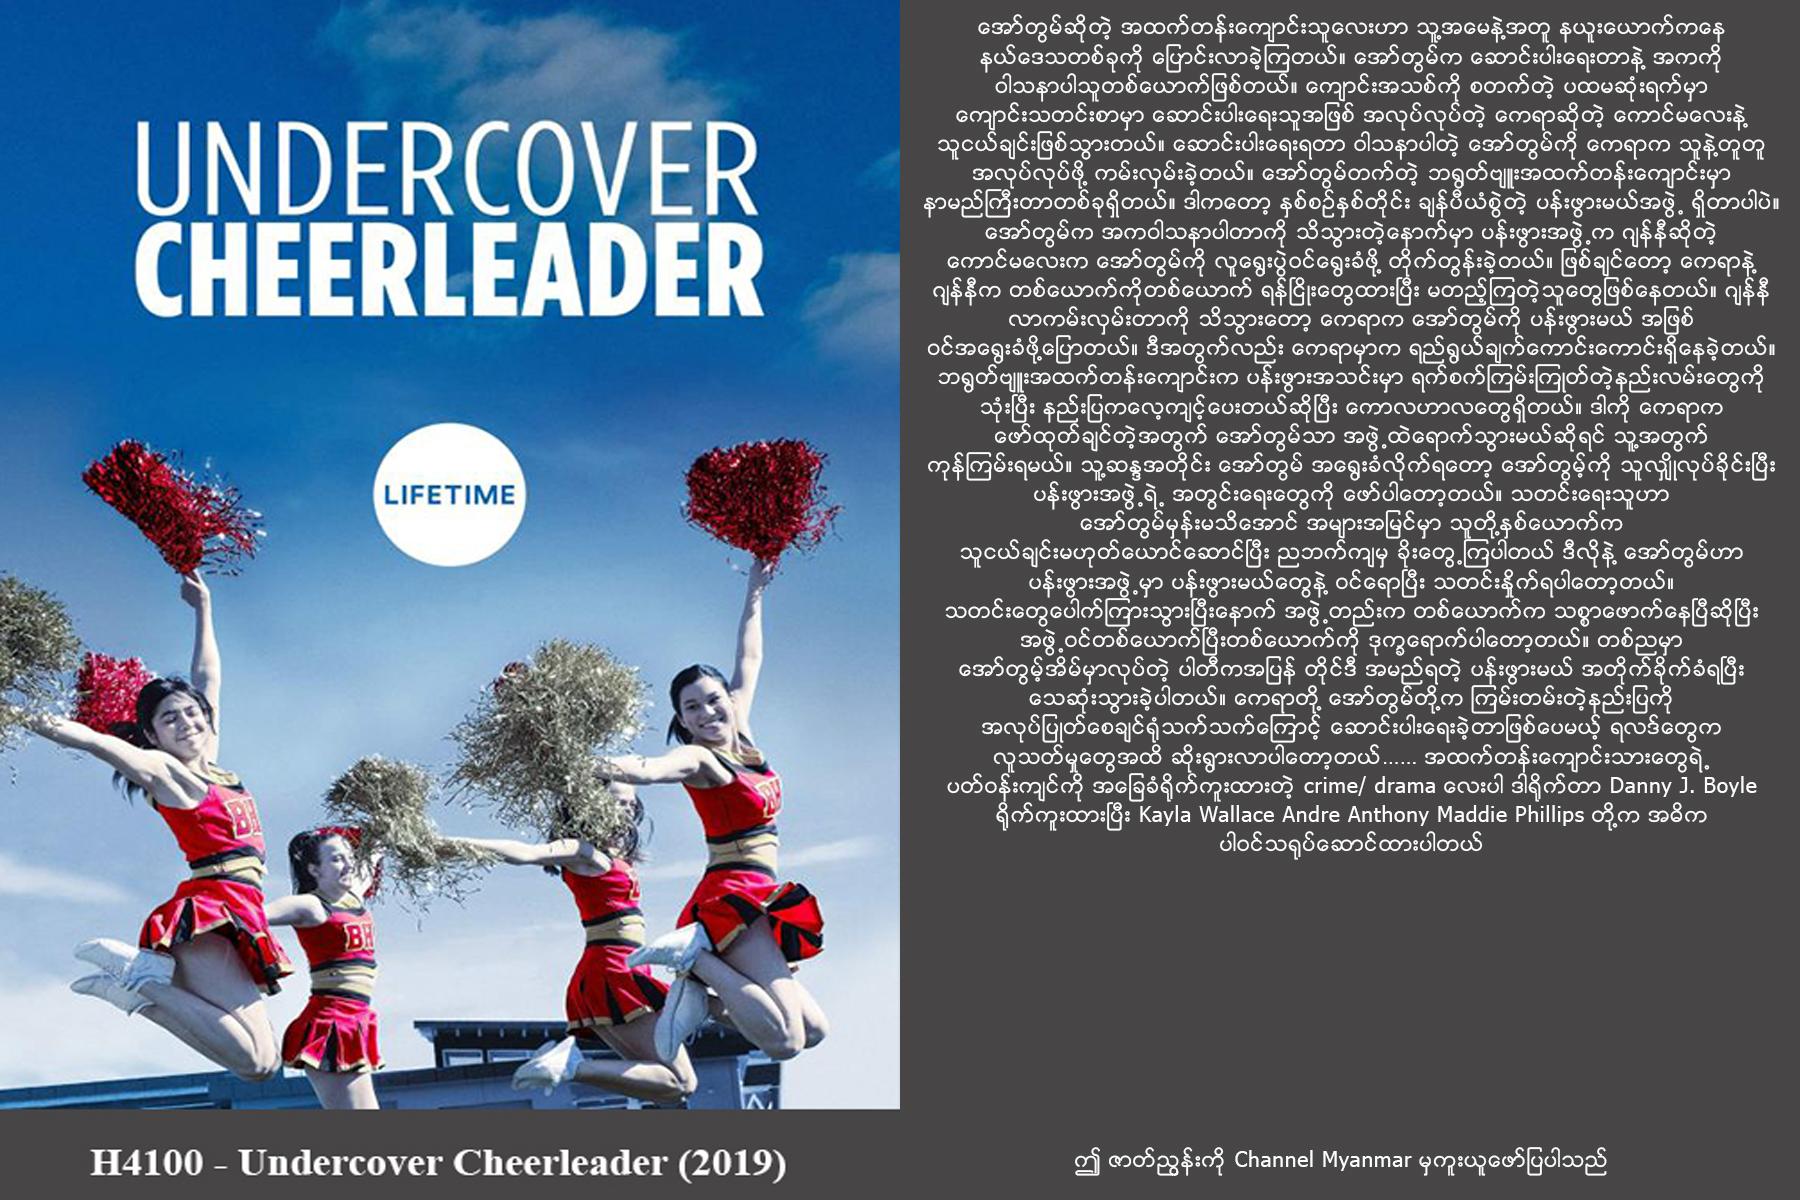 UNDERCOVER
CHEERLEADER
LIFETIME
BH
BH
H4100 - Undercover Cheerleader (2019)
အော်တွမ်ဆိုတဲ့ အထက်တန်းကျောင်းသူလေးဟာ သူ့အမေနဲ့အတူ နယူးယောက်ကနေ
နယ်ဒေသတစ်ခုကို ပြောင်းလာခဲ့ကြတယ်။ အော်တွမ်က ဆောင်းပါးရေးတာနဲ့ အကကို
ဝါသနာပါသူတစ်ယောက်ဖြစ်တယ်။ ကျောင်းအသစ်ကို စတက်တဲ့ ပထမဆုံးရက်မှာ
ကျောင်းသတင်းစာမှာ ဆောင်းပါးရေးသူအဖြစ် အလုပ်လုပ်တဲ့ ကေရာဆိုတဲ့ ကောင်မလေးနဲ့
သူငယ်ချင်းဖြစ်သွားတယ်။ ဆောင်းပါးရေးရတာ ဝါသနာပါတဲ့ အော်တွမ်ကို ကေရာက သူနဲ့တူတူ
အလုပ်လုပ်ဖို့ ကမ်းလှမ်းခဲ့တယ်။ အော်တွမ်တက်တဲ့ ဘရွတ်ဗျူးအထက်တန်းကျောင်းမှာ
နာမည်ကြီးတာတစ်ခုရှိတယ်။ ဒါကတော့ နှစ်စဉ်နှစ်တိုင်း ချန်ပီယံစွဲတဲ့ ပန်းဖွားမယ်အဖွဲ့ ရှိတာပါပဲ။
အော်တွမ်က အကဝါသနာပါတာကို သိသွားတဲ့နောက်မှာ ပန်းဖွားအဖွဲ့က ဂျန်နီဆိုတဲ့
ကောင်မလေးက အော်တွမ်ကို လူရွေးပွဲဝင်ရွေးခံဖို့ တိုက်တွန်းခဲ့တယ်။ ဖြစ်ချင်တော့ ကေရာနဲ့
ဂျန်နီက တစ်ယောက်ကိုတစ်ယောက် ရန်ငြိုးတွေထားပြီး မတည့်ကြတဲ့သူတွေဖြစ်နေတယ်။ ဂျန်နီ
လာကမ်းလှမ်းတာကို သိသွားတော့ ကေရာက အော်တွမ်ကို ပန်းဖွားမယ် အဖြစ်
ဝင်အရွေးခံဖို့ပြောတယ်။ ဒီအတွက်လည်း ကေရာမှာက ရည်ရွယ်ချက်ကောင်းကောင်းရှိနေခဲ့တယ်။
ဘရွတ်ဗျူးအထက်တန်းကျောင်းက ပန်းဖွားအသင်းမှာ ရက်စက်ကြမ်းကြုတ်တဲ့နည်းလမ်းတွေကို
သုံးပြီး နည်းပြကလေ့ကျင့်ပေးတယ်ဆိုပြီး ကောလဟာလတွေရှိတယ်။ ဒါကို ကေရာက
ဖော်ထုတ်ချင်တဲ့အတွက် အော်တွမ်သာ အဖွဲ့ထဲရောက်သွားမယ်ဆိုရင် သူ့အတွက်
ကုန်ကြမ်းရမယ်။ သူ့ဆန္ဒအတိုင်း အော်တွမ် အရွေးခံလိုက်ရတော့ အော်တွမ့်ကို သူလျှိုလုပ်ခိုင်းပြီး
ပန်းဖွားအဖွဲ့ရဲ့ အတွင်းရေးတွေကို ဖော်ပါတော့တယ်။ သတင်းရေးသူဟာ
အော်တွမ်မှန်းမသိအောင် အများအမြင်မှာ သူတို့နှစ်ယောက်က
သူငယ်ချင်းမဟုတ်ယောင်ဆောင်ပြီး ညဘက်ကျမှ ခိုးတွေ့ကြပါတယ် ဒီလိုနဲ့ အော်တွမ်ဟာ
ပန်းဖွားအဖွဲ့မှာ ပန်းဖွားမယ်တွေနဲ့ ဝင်ရောပြီး သတင်းနှိုက်ရပါတော့တယ်။
သတင်းတွေပေါက်ကြားသွားပြီးနောက် အဖွဲ့တည်းက တစ်ယောက်က သစ္စာဖောက်နေပြီဆိုပြီး
အဖွဲ့ဝင်တစ်ယောက်ပြီးတစ်ယောက်ကို ဒုက္ခရောက်ပါတော့တယ်။ တစ်ညမှာ
အော်တွမ့်အိမ်မှာလုပ်တဲ့ ပါတီကအပြန် တိုင်ဒီ အမည်ရတဲ့ ပန်းဖွားမယ် အတိုက်ခိုက်ခံရပြီး
သေဆုံးသွားခဲ့ပါတယ်။ ကေရာတို့ အော်တွမ်တို့က ကြမ်းတမ်းတဲ့နည်းပြကို
အလုပ်ပြုတ်စေချင်ရုံသက်သက်ကြောင့် ဆောင်းပါးရေးခဲ့တာဖြစ်ပေမယ့် ရလဒ်တွေက
လူသတ်မှုတွေအထိ ဆိုးရွားလာပါတော့တယ်...... အထက်တန်းကျောင်းသားတွေရဲ့
ပတ်ဝန်းကျင်ကို အခြေခံရိုက်ကူးထားတဲ့ crime/ drama လေးပါ ဒါရိုက်တာ Danny J. Boyle
ရိုက်ကူးထားပြီး Kayla Wallace Andre Anthony Maddie Phillips တို့က အဓိက
ပါဝင်သရုပ်ဆောင်ထားပါတယ်
ဤ ဇာတ်ညွှန်းကို Channel Myanmar မှကူးယူဖော်ပြပါသည်